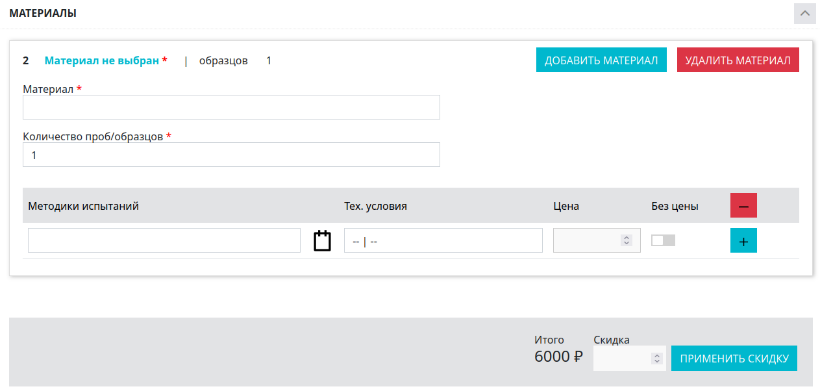 МАТЕРИАЛЫ
2 Материал не выбран * | образцов 1 ДОБАВИТЬ МАТЕРИАЛ УДАЛИТЬ МАТЕРИАЛ
Материал *
Количество проб/образцов *
1
Методики испытаний Тех. условия Цена Без цены –
-- | -- +
Итого Скидка
6000 ₽ ПРИМЕНИТЬ СКИДКУ